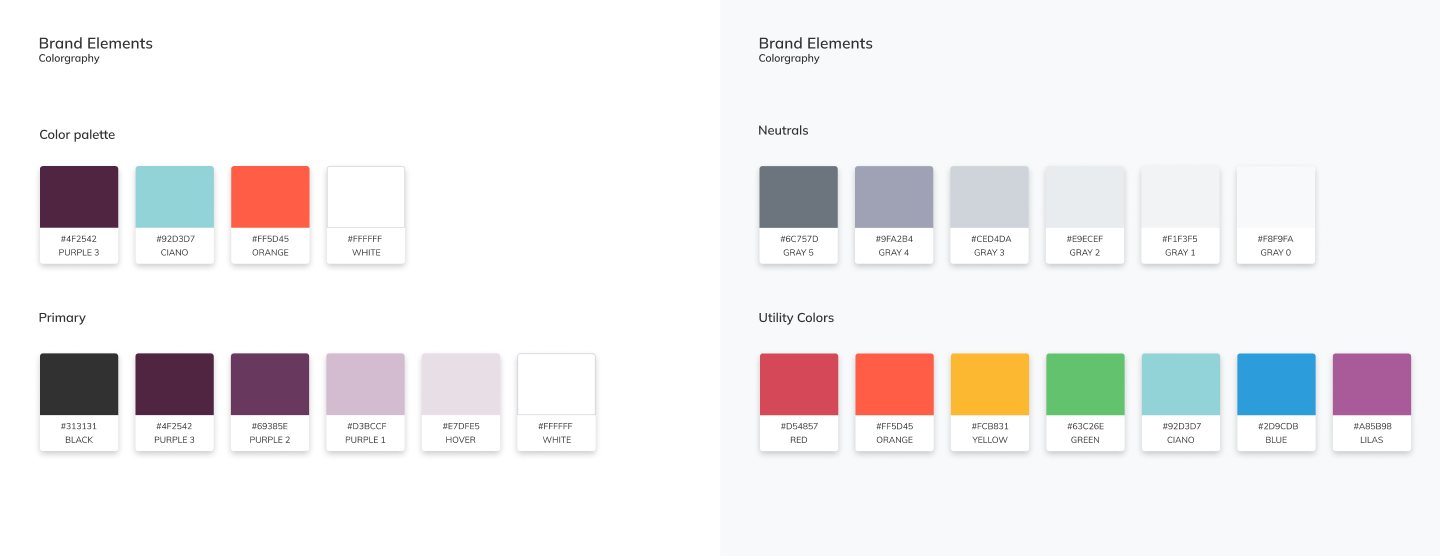 Brand Elements
Colorgraphy
Color palette
#4F2542
PURPLE 3
#92D3D7
CIANO
#FF5D45
ORANGE
#FFFFFF
WHITE
Primary
#313131
BLACK
#4F2542
PURPLE 3
#69385E
PURPLE 2
#D3BCCF
PURPLE 1
#E7DFE5
HOVER
#FFFFFF
WHITE
Brand Elements
Colorgraphy
Neutrals
#6C757D
GRAY 5
#9FA2B4
GRAY 4
#CED4DA
GRAY 3
#E9ECEF
GRAY 2
#F1F3F5
GRAY 1
#F8F9FA
GRAY 0
Utility Colors
#D54857
RED
#FF5D45
ORANGE
#FCB831
YELLOW
#63C26E
GREEN
#92D3D7
CIANO
#2D9CDB
BLUE
#A85B98
LILAS